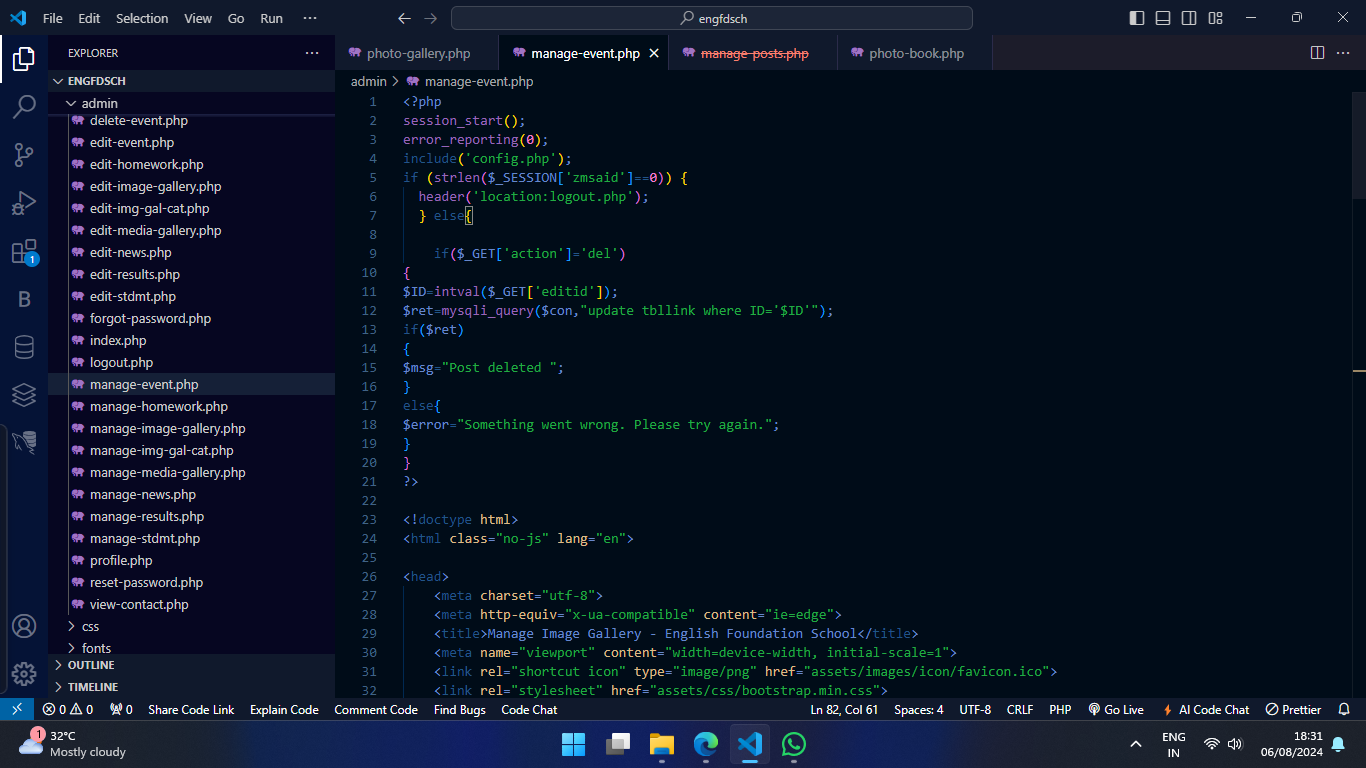 File Edit Selection View Go Run ···
engfdsch
EXPLORER ···
ENGFDSCH
admin
delete-event.php
edit-event.php
edit-homework.php
edit-image-gallery.php
edit-img-gal-cat.php
edit-media-gallery.php
edit-news.php
edit-results.php
edit-stdmt.php
forgot-password.php
index.php
logout.php
manage-event.php
manage-homework.php
manage-image-gallery.php
manage-img-gal-cat.php
manage-media-gallery.php
manage-news.php
manage-results.php
manage-stdmt.php
profile.php
reset-password.php
view-contact.php
css
fonts
OUTLINE
TIMELINE
1
B
photo-gallery.php manage-event.php manage-posts.php photo-book.php ···
admin > manage-event.php
1 <?php
2 session_start();
3 error_reporting(0);
4 include('config.php');
5 if (strlen($_SESSION['zmsaid']==0)) {
6 header('location:logout.php');
7 } else{
8
9 if($_GET['action']='del')
10 {
11 $ID=intval($_GET['editid']);
12 $ret=mysqli_query($con,"update tbllink where ID='$ID'");
13 if($ret)
14 {
15 $msg="Post deleted ";
16 }
17 else{
18 $error="Something went wrong. Please try again.";
19 }
20 }
21 ?>
22
23 <!doctype html>
24 <html class="no-js" lang="en">
25
26 <head>
27 <meta charset="utf-8">
28 <meta http-equiv="x-ua-compatible" content="ie=edge">
29 <title>Manage Image Gallery - English Foundation School</title>
30 <meta name="viewport" content="width=device-width, initial-scale=1">
31 <link rel="shortcut icon" type="image/png" href="assets/images/icon/favicon.ico">
32 <link rel="stylesheet" href="assets/css/bootstrap.min.css">
0 0 0 Share Code Link Explain Code Comment Code Find Bugs Code Chat Ln 82, Col 61 Spaces: 4 UTF-8 CRLF PHP Go Live AI Code Chat Prettier
1
32°C
Mostly cloudy
ENG
IN
18:31
06/08/2024